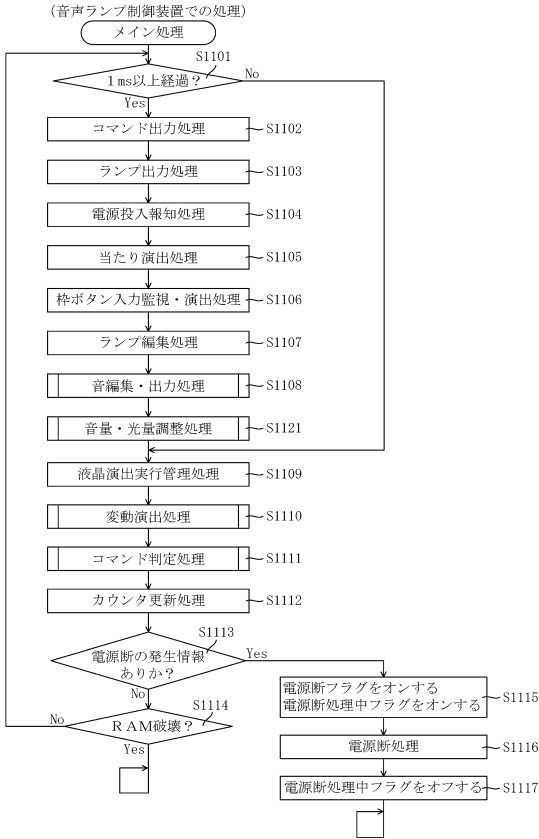 (音声ランプ制御装置での処理)
メイン処理
S1101
1ms以上経過?
No
Yes
コマンド出力処理
S1102
ランプ出力処理
S1103
電源投入報知処理
S1104
当たり演出処理
S1105
枠ボタン入力監視・演出処理
S1106
ランプ編集処理
S1107
音編集・出力処理
S1108
音量・光量調整処理
S1121
液晶演出実行管理処理
S1109
変動演出処理
S1110
コマンド判定処理
S1111
カウンタ更新処理
S1112
S1113
電源断の発生情報
ありか?
Yes
No
S1114
RAM破壊?
No
Yes
電源断フラグをオンする
電源断処理中フラグをオンする
S1115
電源断処理
S1116
電源断処理中フラグをオフする
S1117